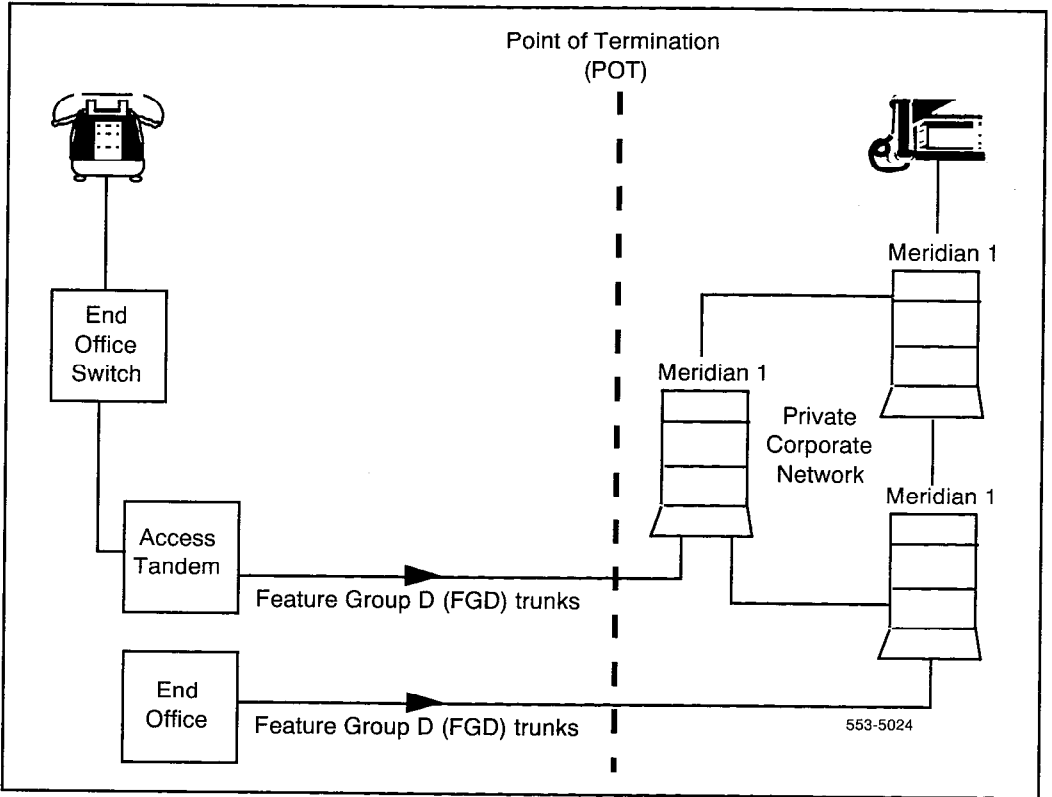 Point of Termination
(POT)
Meridian 1
End
Office
Switch
Meridian 1
Private
Corporate
Network
Meridian 1
Access
Tandem
Feature Group D (FGD) trunks
End
Office
Feature Group D (FGD) trunks
553-5024